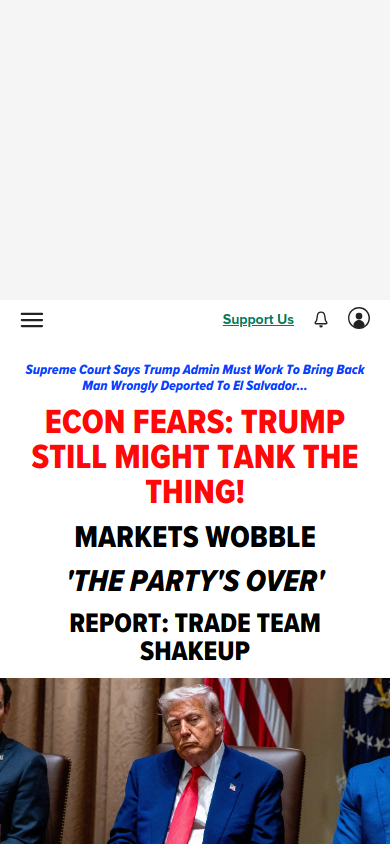 Support Us
Supreme Court Says Trump Admin Must Work To Bring Back
Man Wrongly Deported To El Salvador...
ECON FEARS: TRUMP
STILL MIGHT TANK THE
THING!
MARKETS WOBBLE
'THE PARTY'S OVER'
REPORT: TRADE TEAM
SHAKEUP